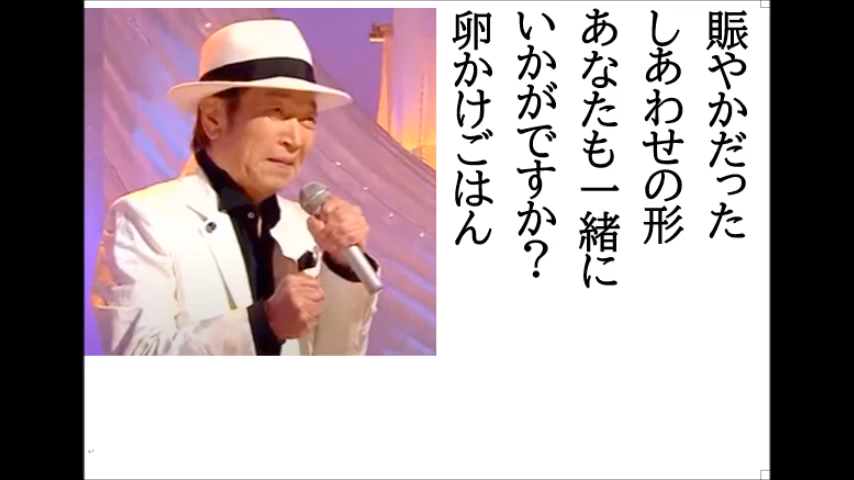 賑やかだった
しあわせの形
あなたも一緒に
いかがですか？
卵かけごはん